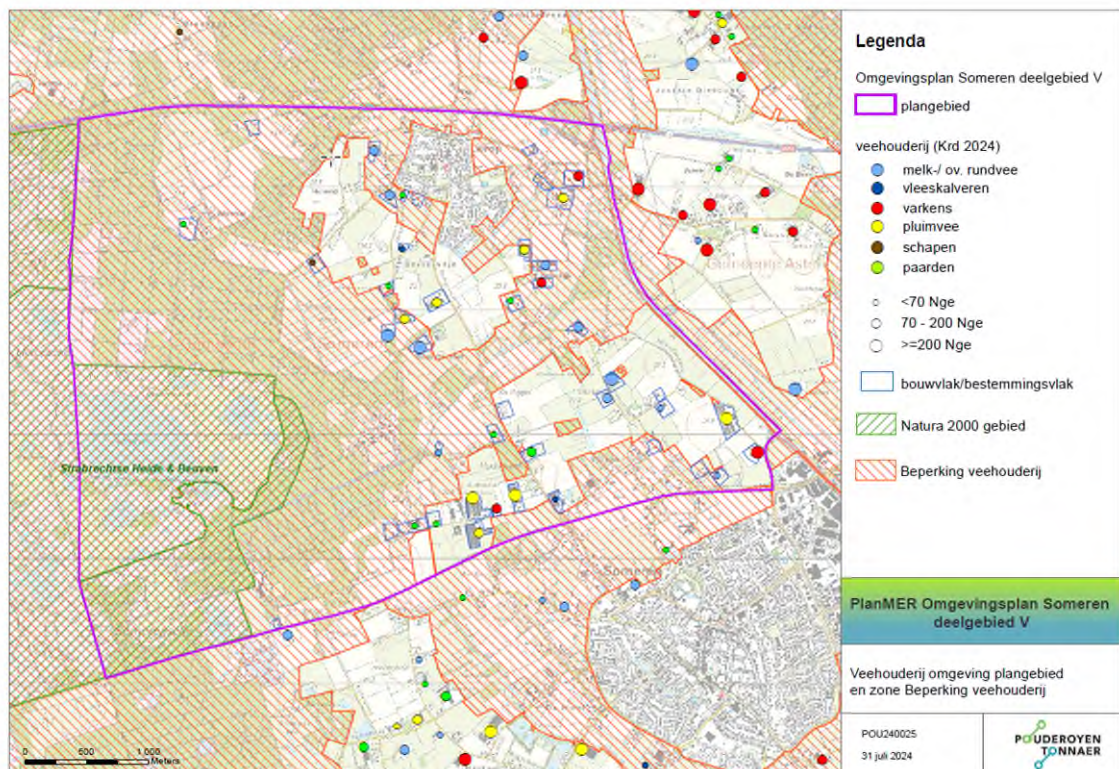 Strabrechtse Heide & Beuven
Someren
0 500 1 000
Meters
Legenda
Omgevingsplan Someren deelgebied V
plangebied
veehouderij (Krd 2024)
melk-/ ov. rundvee
vleeskalveren
varkens
pluimvee
schapen
paarden
<70 Nge
70 - 200 Nge
>=200 Nge
bouwvlak/bestemmingsvlak
Natura 2000 gebied
Beperking veehouderij
PlanMER Omgevingsplan Someren
deelgebied V
Veehouderij omgeving plangebied
en zone Beperking veehouderij
POU240025
31 juli 2024
POUDEROYEN
TONNAER